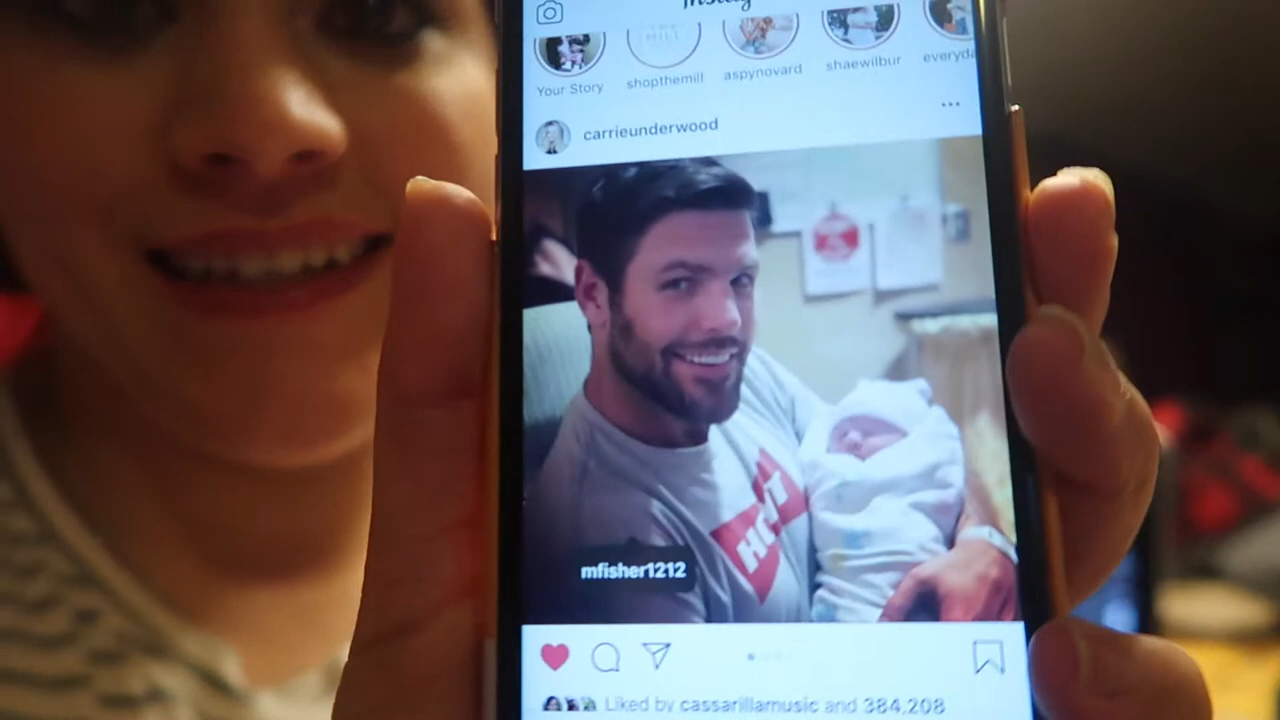 Your Story
shopthemill
aspynovard
shaewilbur
everyda
carrieunderwood
mfisher1212
Liked by cassarillamusic and 384,208